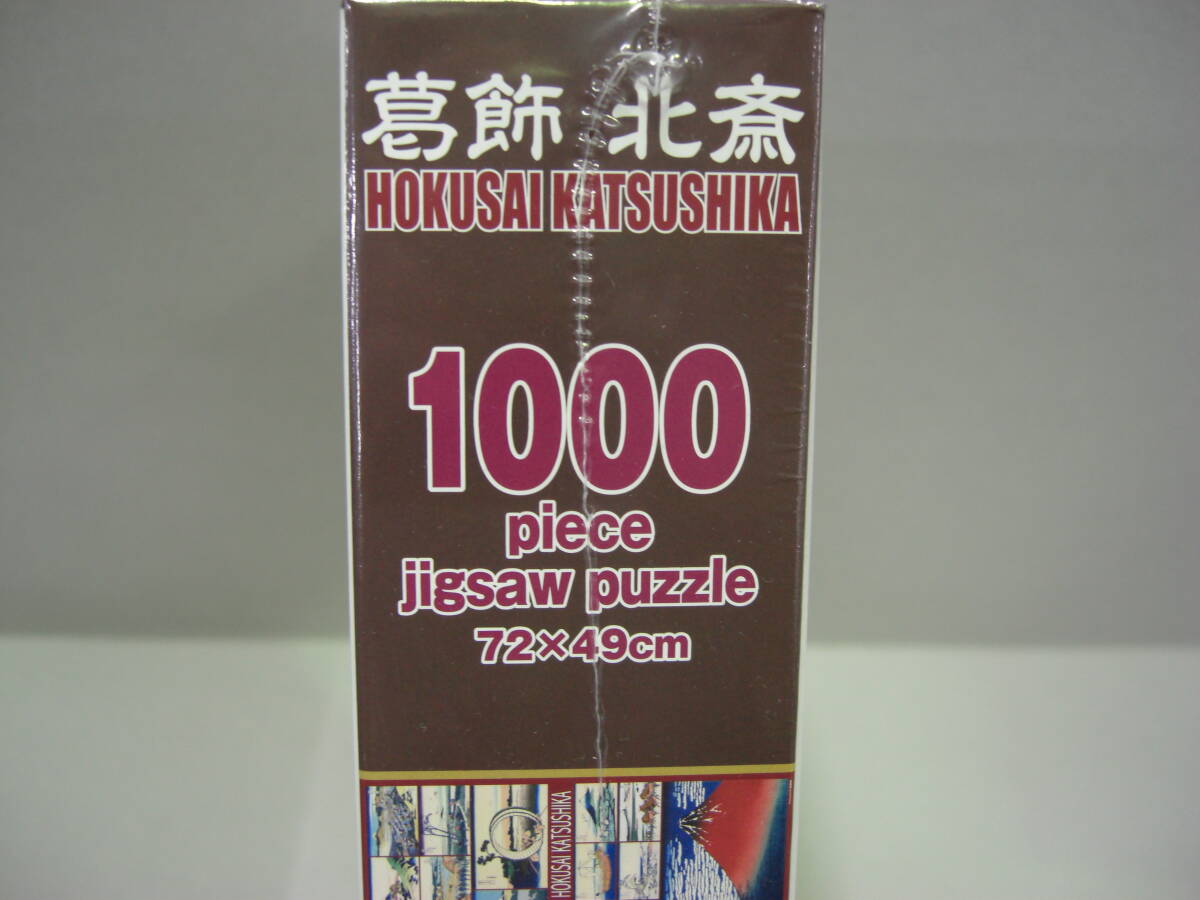 葛飾 北斎
HOKUSAI KATSUSHIKA
1000
piece
jigsaw puzzle
72×49cm
HOKUSAI KATSUSHIKA